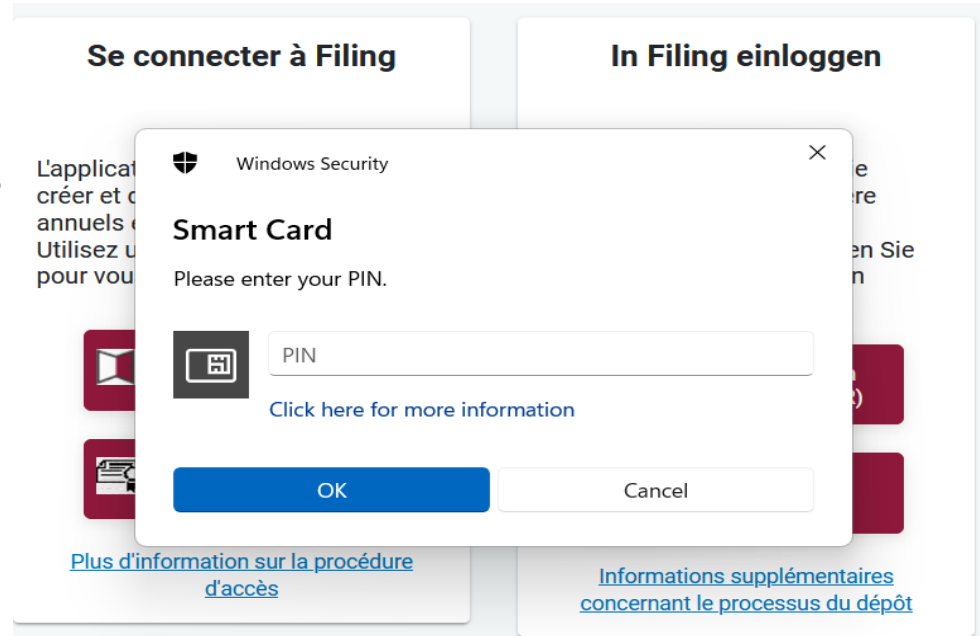 Se connecter à Filing
In Filing einloggen
Windows Security
Smart Card
Please enter your PIN.
PIN
Click here for more information
OK
Cancel
L'applicat
créer et
annuels
Utilisez u
pour vou
en Sie
Plus d'information sur la procédure
d'accès
Informations supplémentaires
concernant le processus du dépôt